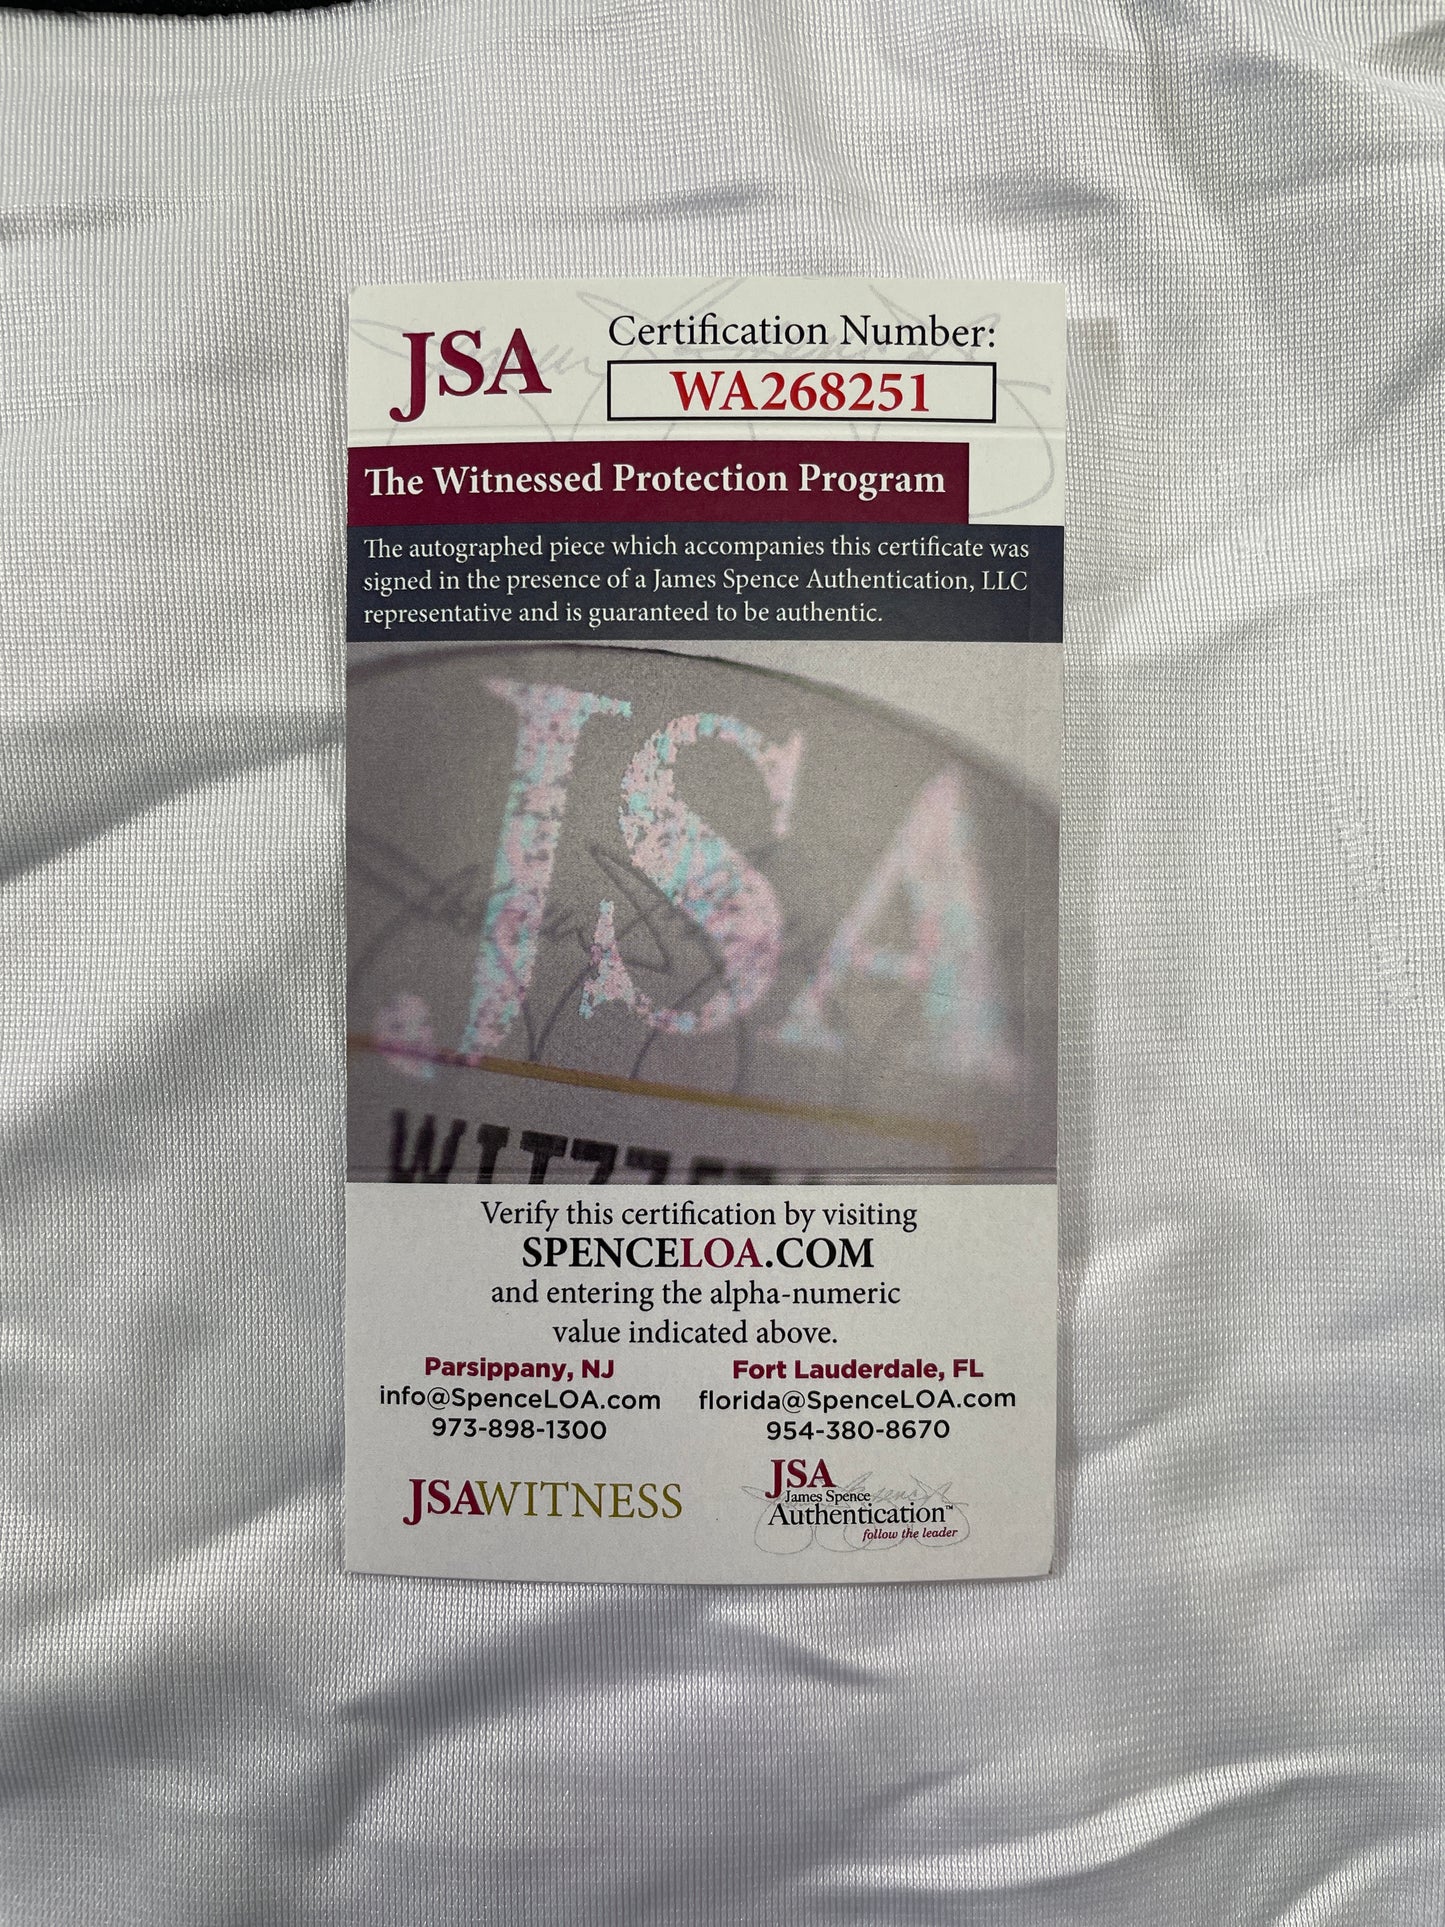 JSA
Certification Number:
WA268251
The Witnessed Protection Program
The autographed piece which accompanies this certificate was
signed in the presence of a James Spence Authentication, LLC
representative and is guaranteed to be authentic.
JSA
Verify this certification by visiting
SPENCELOA.COM
and entering the alpha-numeric
value indicated above.
Parsippany, NJ
info@SpenceLOA.com
973-898-1300
Fort Lauderdale, FL
florida@SpenceLOA.com
954-380-8670
JSAWITNESS
JSA
James Spence
Authentication™
follow the leader